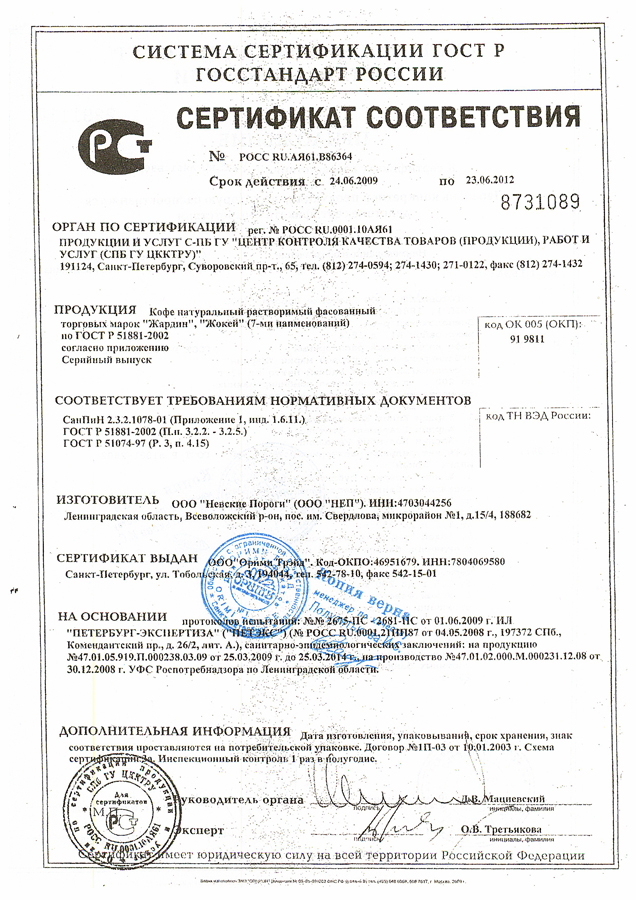 СИСТЕМА СЕРТИФИКАЦИИ ГОСТ Р
ГОССТАНДАРТ РОССИИ
РСТ
СЕРТИФИКАТ СООТВЕТСТВИЯ
№ РОСС RU.АЯ61.В86364
Срок действия с 24.06.2009 по 23.06.2012
8731089
ОРГАН ПО СЕРТИФИКАЦИИ рег. № РОСС RU.0001.10АЯ61
ПРОДУКЦИИ И УСЛУГ С-ПБ ГУ "ЦЕНТР КОНТРОЛЯ КАЧЕСТВА ТОВАРОВ (ПРОДУКЦИИ), РАБОТ И
УСЛУГ (СПБ ГУ ЦККТРУ)"
191124, Санкт-Петербург, Суворовский пр-т., 65, тел. (812) 274-0594; 274-1430; 271-0122, факс (812) 274-1432
ПРОДУКЦИЯ Кофе натуральный растворимый фасованный
торговых марок "Жардин", "Жокей" (7-ми наименований)
по ГОСТ Р 51881-2002
согласно приложению
Серийный выпуск
код ОК 005 (ОКП):
91 9811
СООТВЕТСТВУЕТ ТРЕБОВАНИЯМ НОРМАТИВНЫХ ДОКУМЕНТОВ
СанПиН 2.3.2.1078-01 (Приложение 1, инд. 1.6.11.)
ГОСТ Р 51881-2002 (П.п. 3.2.2. - 3.2.5.)
ГОСТ Р 51074-97 (Р. 3, п. 4.15)
код ТН ВЭД России:
ИЗГОТОВИТЕЛЬ ООО "Невские Пороги" (ООО "НЕП"). ИНН:4703044256
Ленинградская область, Всеволожский р-он, пос. им. Свердлова, микрорайон №1, д.15/4, 188682
СЕРТИФИКАТ ВЫДАН ООО "Орими Трэйд". Код-ОКПО:46951679. ИНН:7804069580
Санкт-Петербург, ул. Тобольская, д.3, 194044, тел. 542-78-10, факс 542-15-01
Копия верна
менеджер по
НА ОСНОВАНИИ протоколов испытаний: №№ 2675-ПС - 2681-ПС от 01.06.2009 г. ИЛ
"ПЕТЕРБУРГ-ЭКСПЕРТИЗА" ("ПЕТЭКС") (№ РОСС RU.0001.21ПЦ87 от 04.05.2008 г., 197372 СПб.,
Комендантский пр., д. 26/2, лит. А.), санитарно-эпидемиологических заключений: на продукцию
№47.01.05.919.П.000238.03.09 от 25.03.2009 г. до 25.03.2014 г., на производство №47.01.02.000.М.000231.12.08 от
30.12.2008 г. УФС Роспотребнадзора по Ленинградской области.
ДОПОЛНИТЕЛЬНАЯ ИНФОРМАЦИЯ Дата изготовления, упаковывания, срок хранения, знак
соответствия проставляются на потребительской упаковке. Договор №1П-03 от 10.01.2003 г. Схема
сертификации 3а. Инспекционный контроль 1 раз в полугодие.
СПБ ГУ ЦККТРУ
Для
сертификатов
М.П.
РОСС RU.0001.10АЯ61
Руководитель органа
подпись
Д.В. Мациевский
инициалы, фамилия
Эксперт
подпись
О.В. Третьякова
инициалы, фамилия
Сертификат имеет юридическую силу на всей территории Российской Федерации